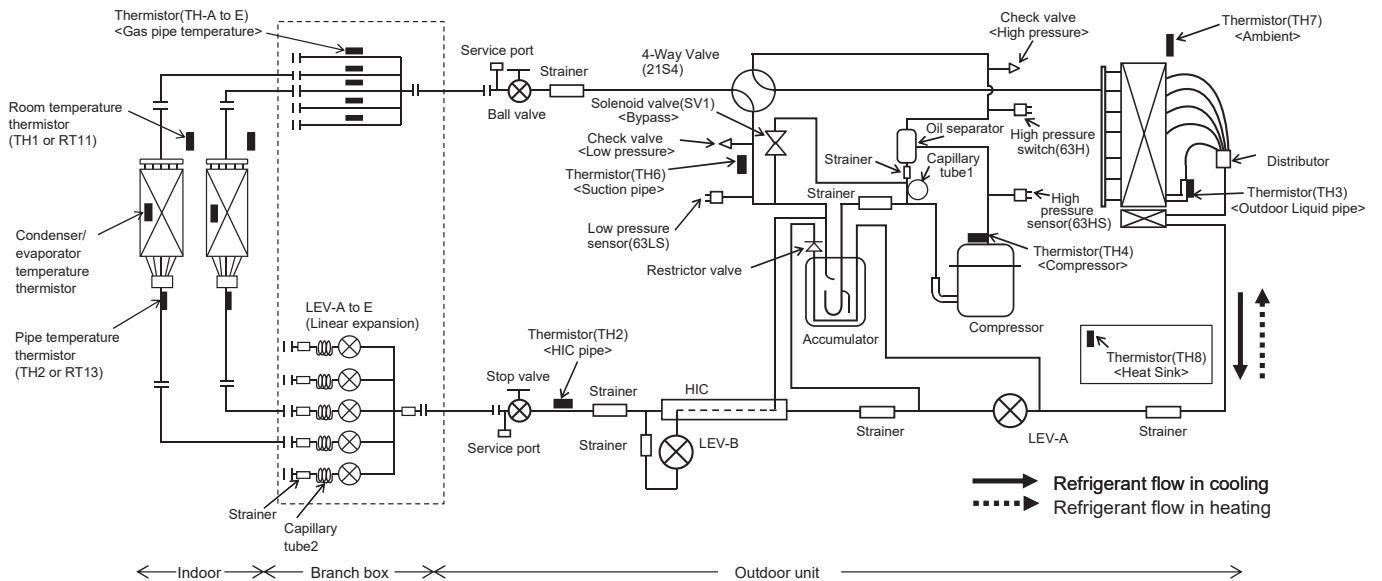 Thermistor(TH-A to E)
<Gas pipe temperature>
Service port
Strainer
Ball valve
4-Way Valve
(21S4)
Solenoid valve(SV1)
<Bypass>
Check valve
<High pressure>
Thermistor(TH7)
<Ambient>
Room temperature
thermistor
(TH1 or RT11)
Check valve
<Low pressure>
Thermistor(TH6)
<Suction pipe>
Strainer
Oil separator
Capillary
tube1
High pressure
switch(63H)
Distributor
Thermistor(TH3)
<Outdoor Liquid pipe>
Strainer
High
pressure
sensor(63HS)
Low pressure
sensor(63LS)
Restrictor valve
Thermistor(TH4)
<Compressor>
Condenser/
evaporator
temperature
thermistor
LEV-A to E
(Linear expansion)
Pipe temperature
thermistor
(TH2 or RT13)
Accumulator
Compressor
Thermistor(TH8)
<Heat Sink>
Thermistor(TH2)
<HIC pipe>
Stop valve
Strainer
HIC
Service port
Strainer
LEV-B
Strainer
LEV-A
Strainer
Strainer
Capillary
tube2
Refrigerant flow in cooling
Refrigerant flow in heating
Indoor
Branch box
Outdoor unit